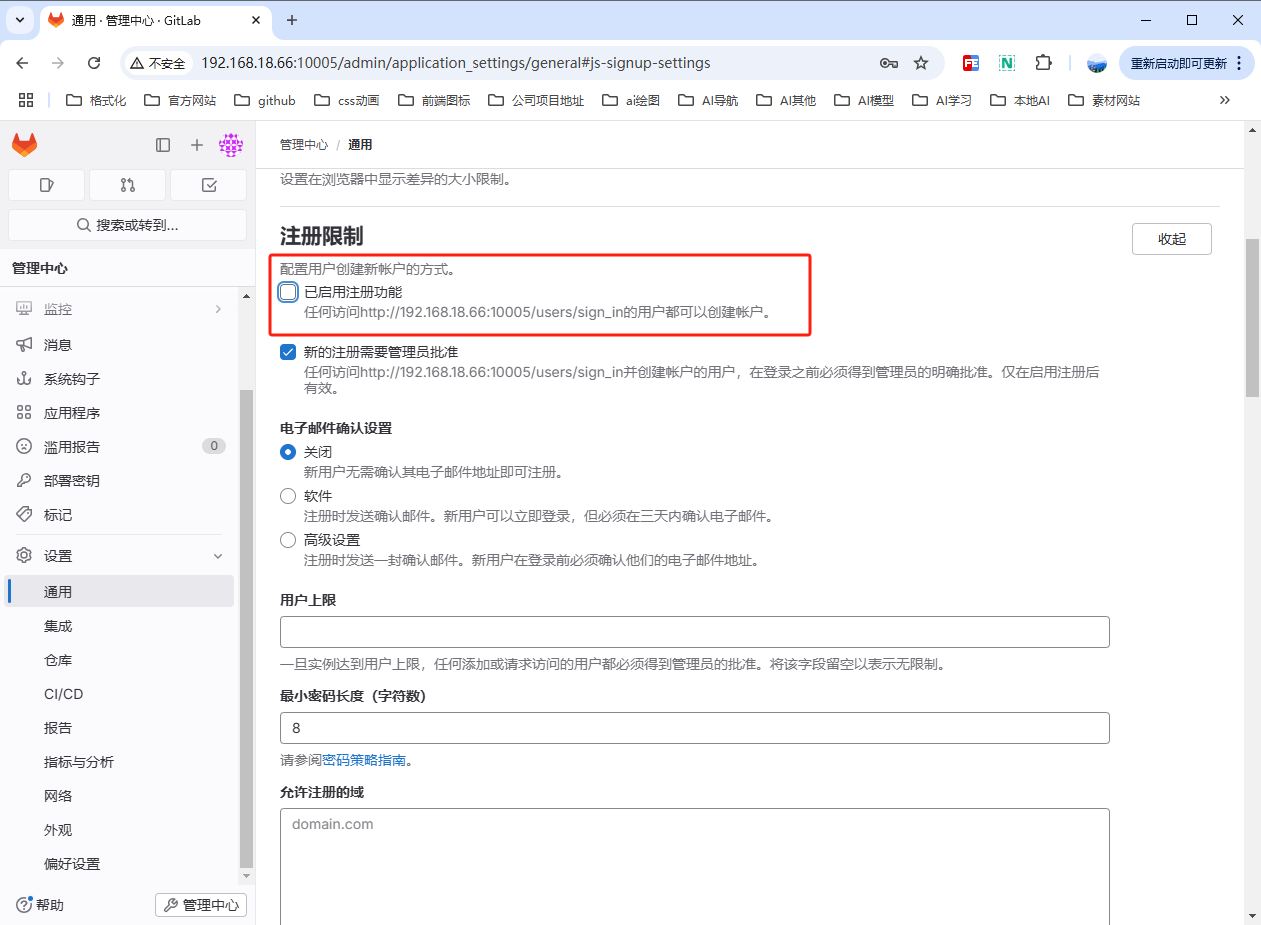 通用 · 管理中心 · GitLab
不安全
192.168.18.66:10005/admin/application_settings/general#js-signup-settings
FE
N
重新启动即可更新
格式化
官方网站
github
css动画
前端图标
公司项目地址
ai绘图
AI导航
AI其他
AI模型
AI学习
本地AI
素材网站
搜索或转到...
管理中心
监控
消息
系统钩子
应用程序
滥用报告
0
部署密钥
标记
设置
通用
集成
仓库
CI/CD
报告
指标与分析
网络
外观
偏好设置
帮助
管理中心
管理中心 / 通用
设置在浏览器中显示差异的大小限制。
注册限制
收起
配置用户创建新帐户的方式。
已启用注册功能
任何访问http://192.168.18.66:10005/users/sign_in的用户都可以创建帐户。
新的注册需要管理员批准
任何访问http://192.168.18.66:10005/users/sign_in并创建帐户的用户，在登录之前必须得到管理员的明确批准。仅在启用注册后
有效。
电子邮件确认设置
关闭
新用户无需确认其电子邮件地址即可注册。
软件
注册时发送确认邮件。新用户可以立即登录，但必须在三天内确认电子邮件。
高级设置
注册时发送一封确认邮件。新用户在登录前必须确认他们的电子邮件地址。
用户上限
一旦实例达到用户上限，任何添加或请求访问的用户都必须得到管理员的批准。将该字段留空以表示无限制。
最小密码长度（字符数）
8
请参阅密码策略指南。
允许注册的域
domain.com